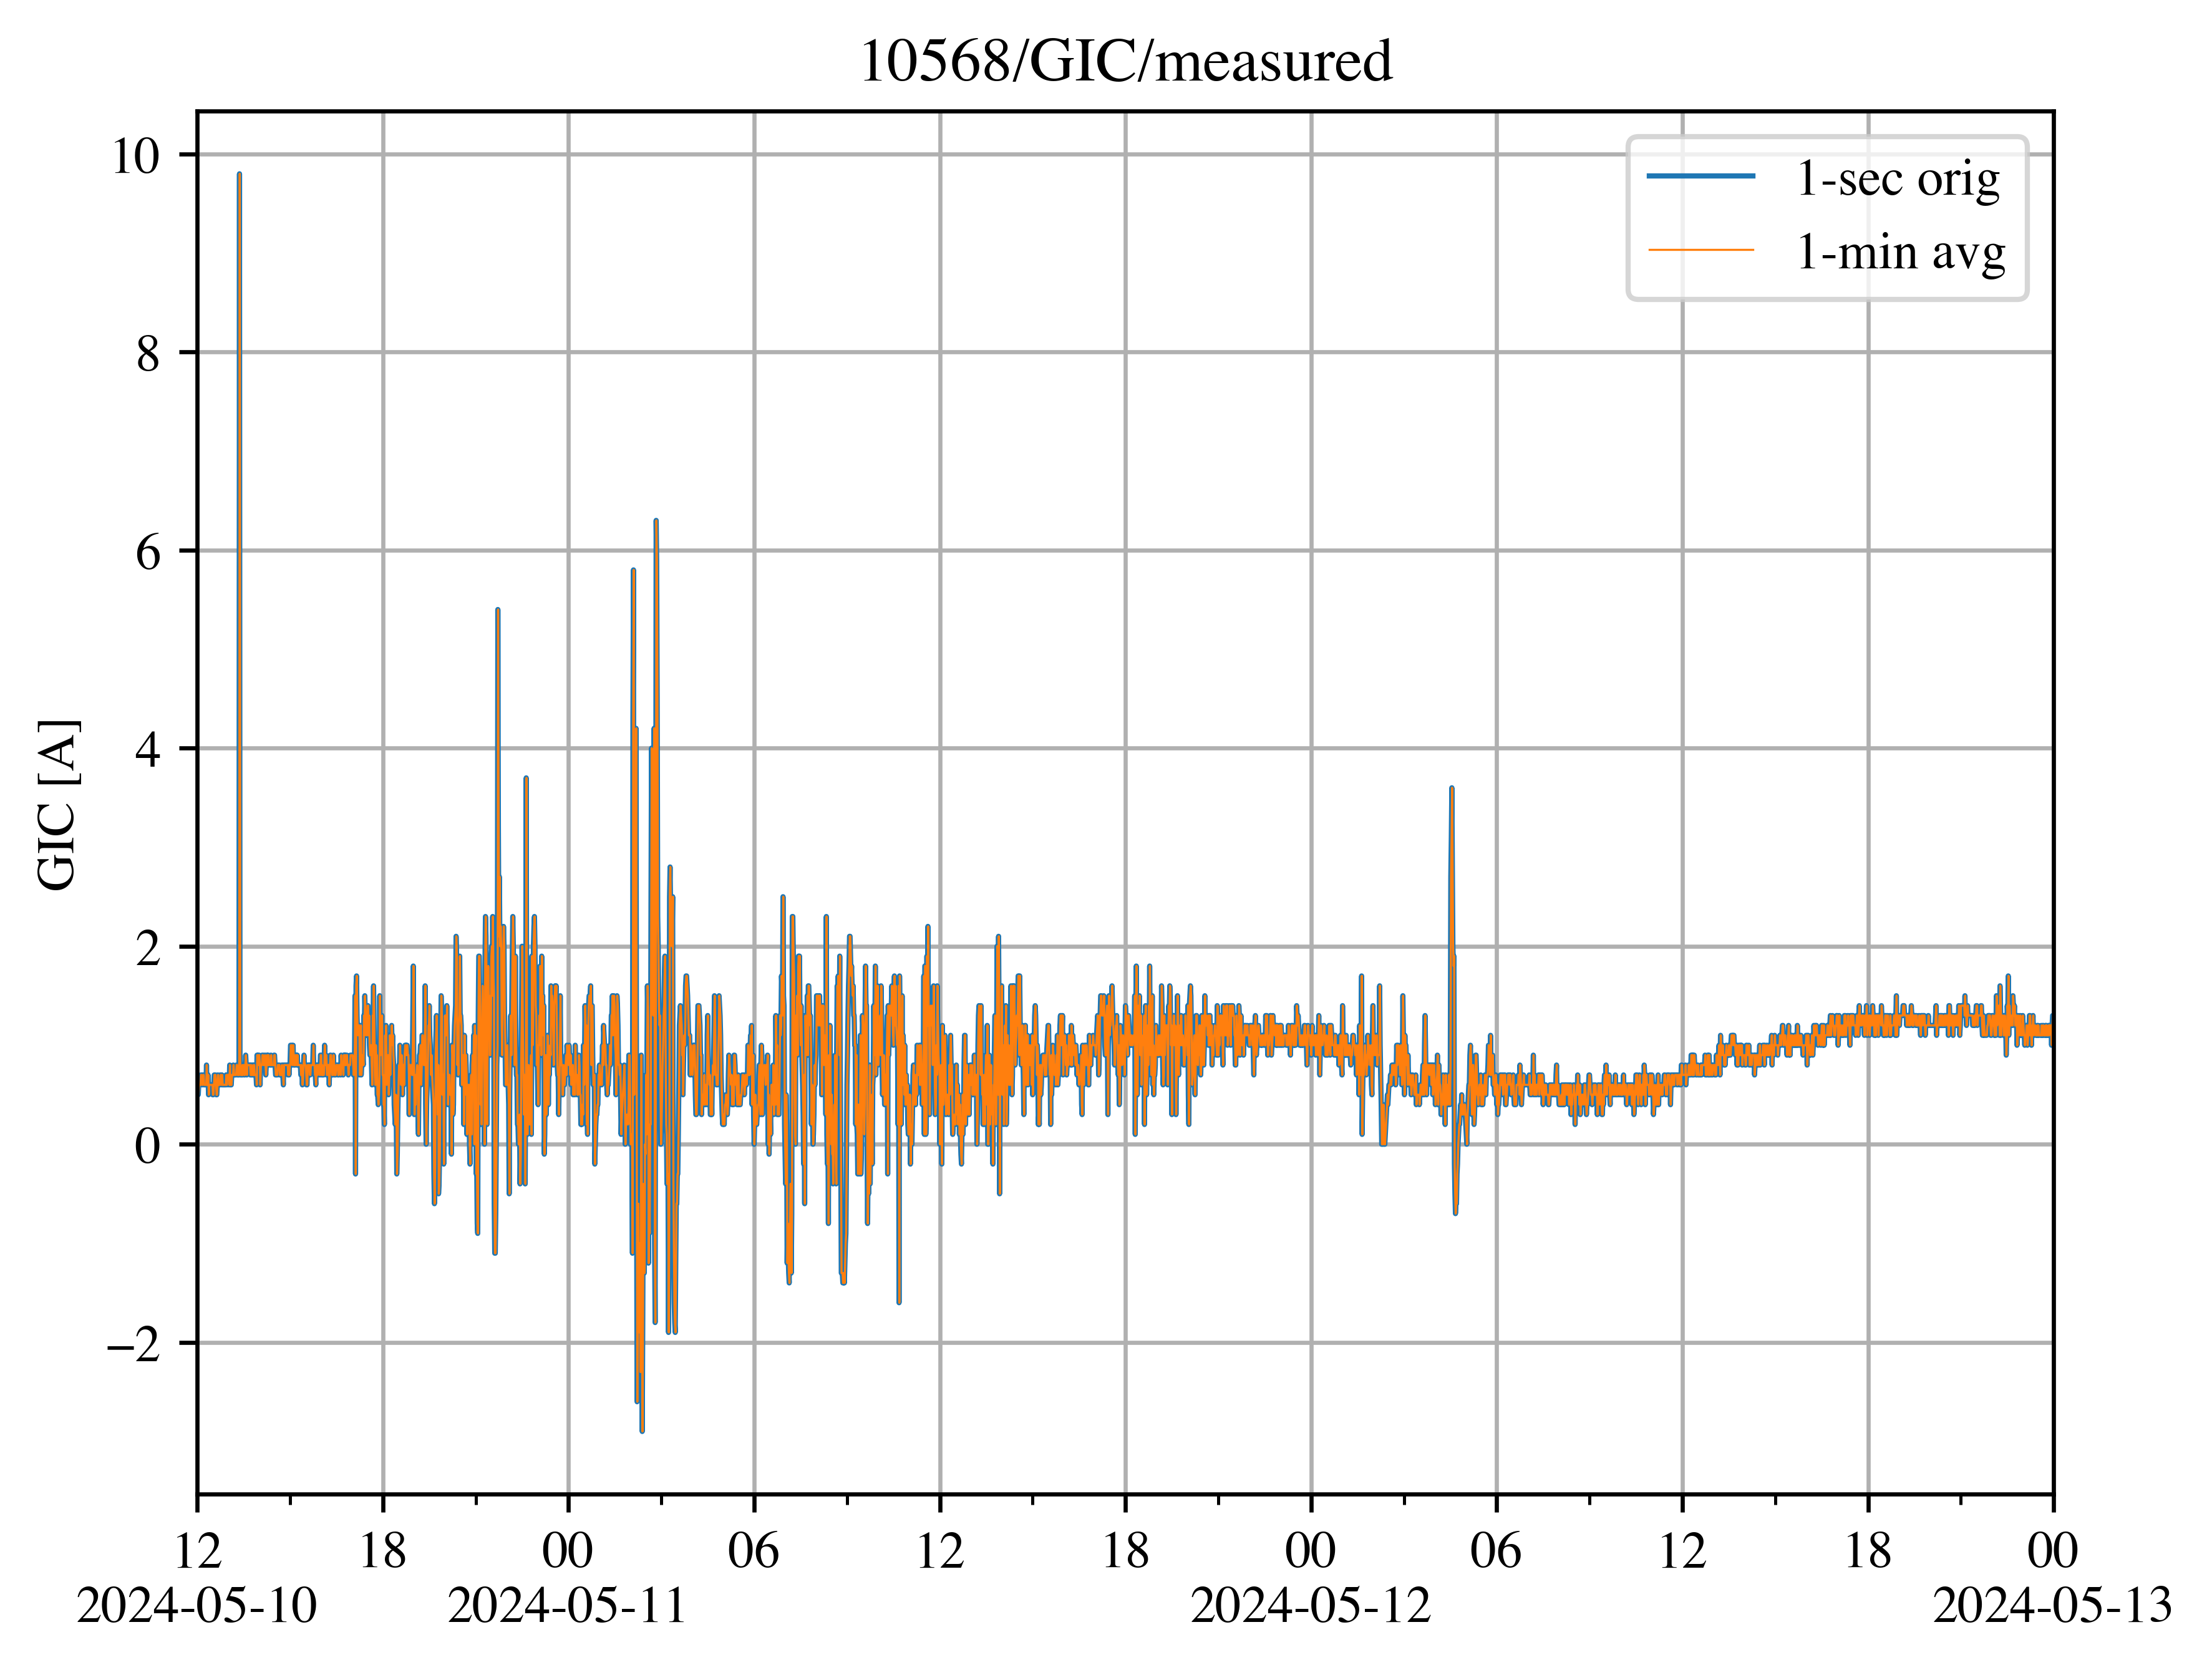 10568/GIC/measured
10
8
6
4
2
0
−2
GIC [A]
1-sec orig
1-min avg
12 18 00 06 12 18 00 06 12 18 00
2024-05-10 2024-05-11 2024-05-12 2024-05-13